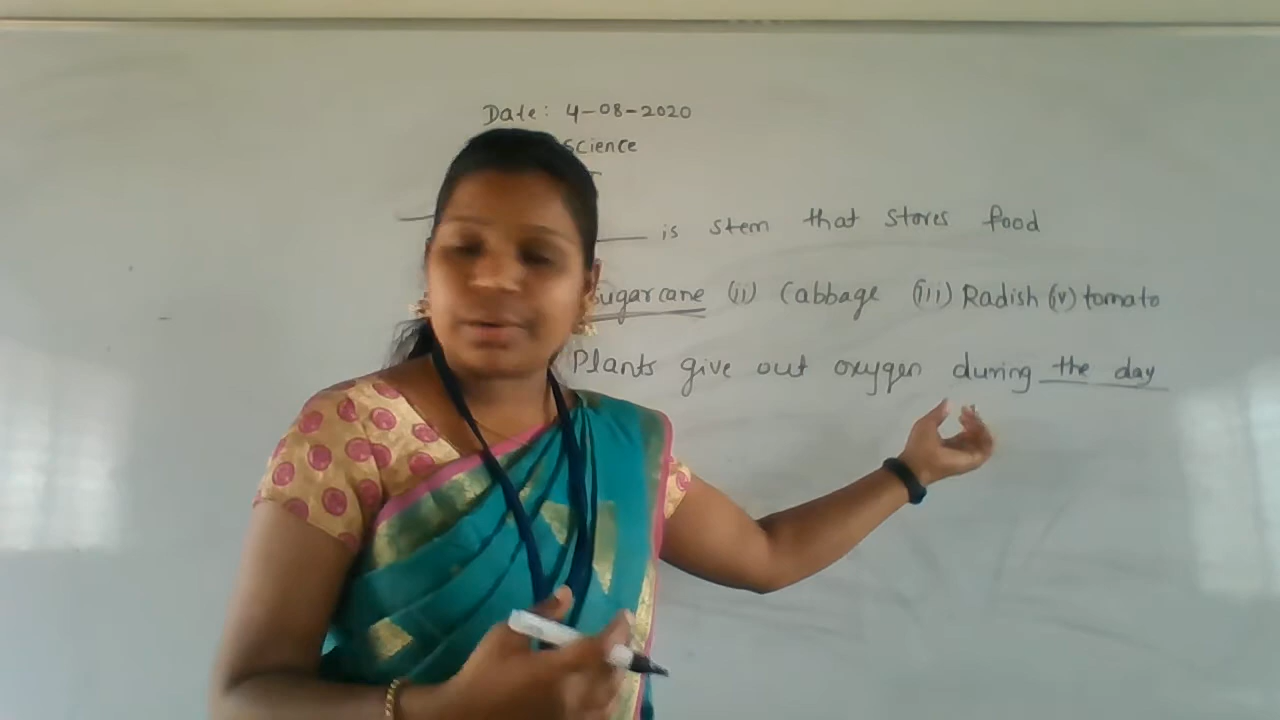 Date: 4-08-2020
Science
is stem that stores food
Sugarcane (ii) Cabbage (iii) Radish (v) tomato
Plants give out oxygen during the day